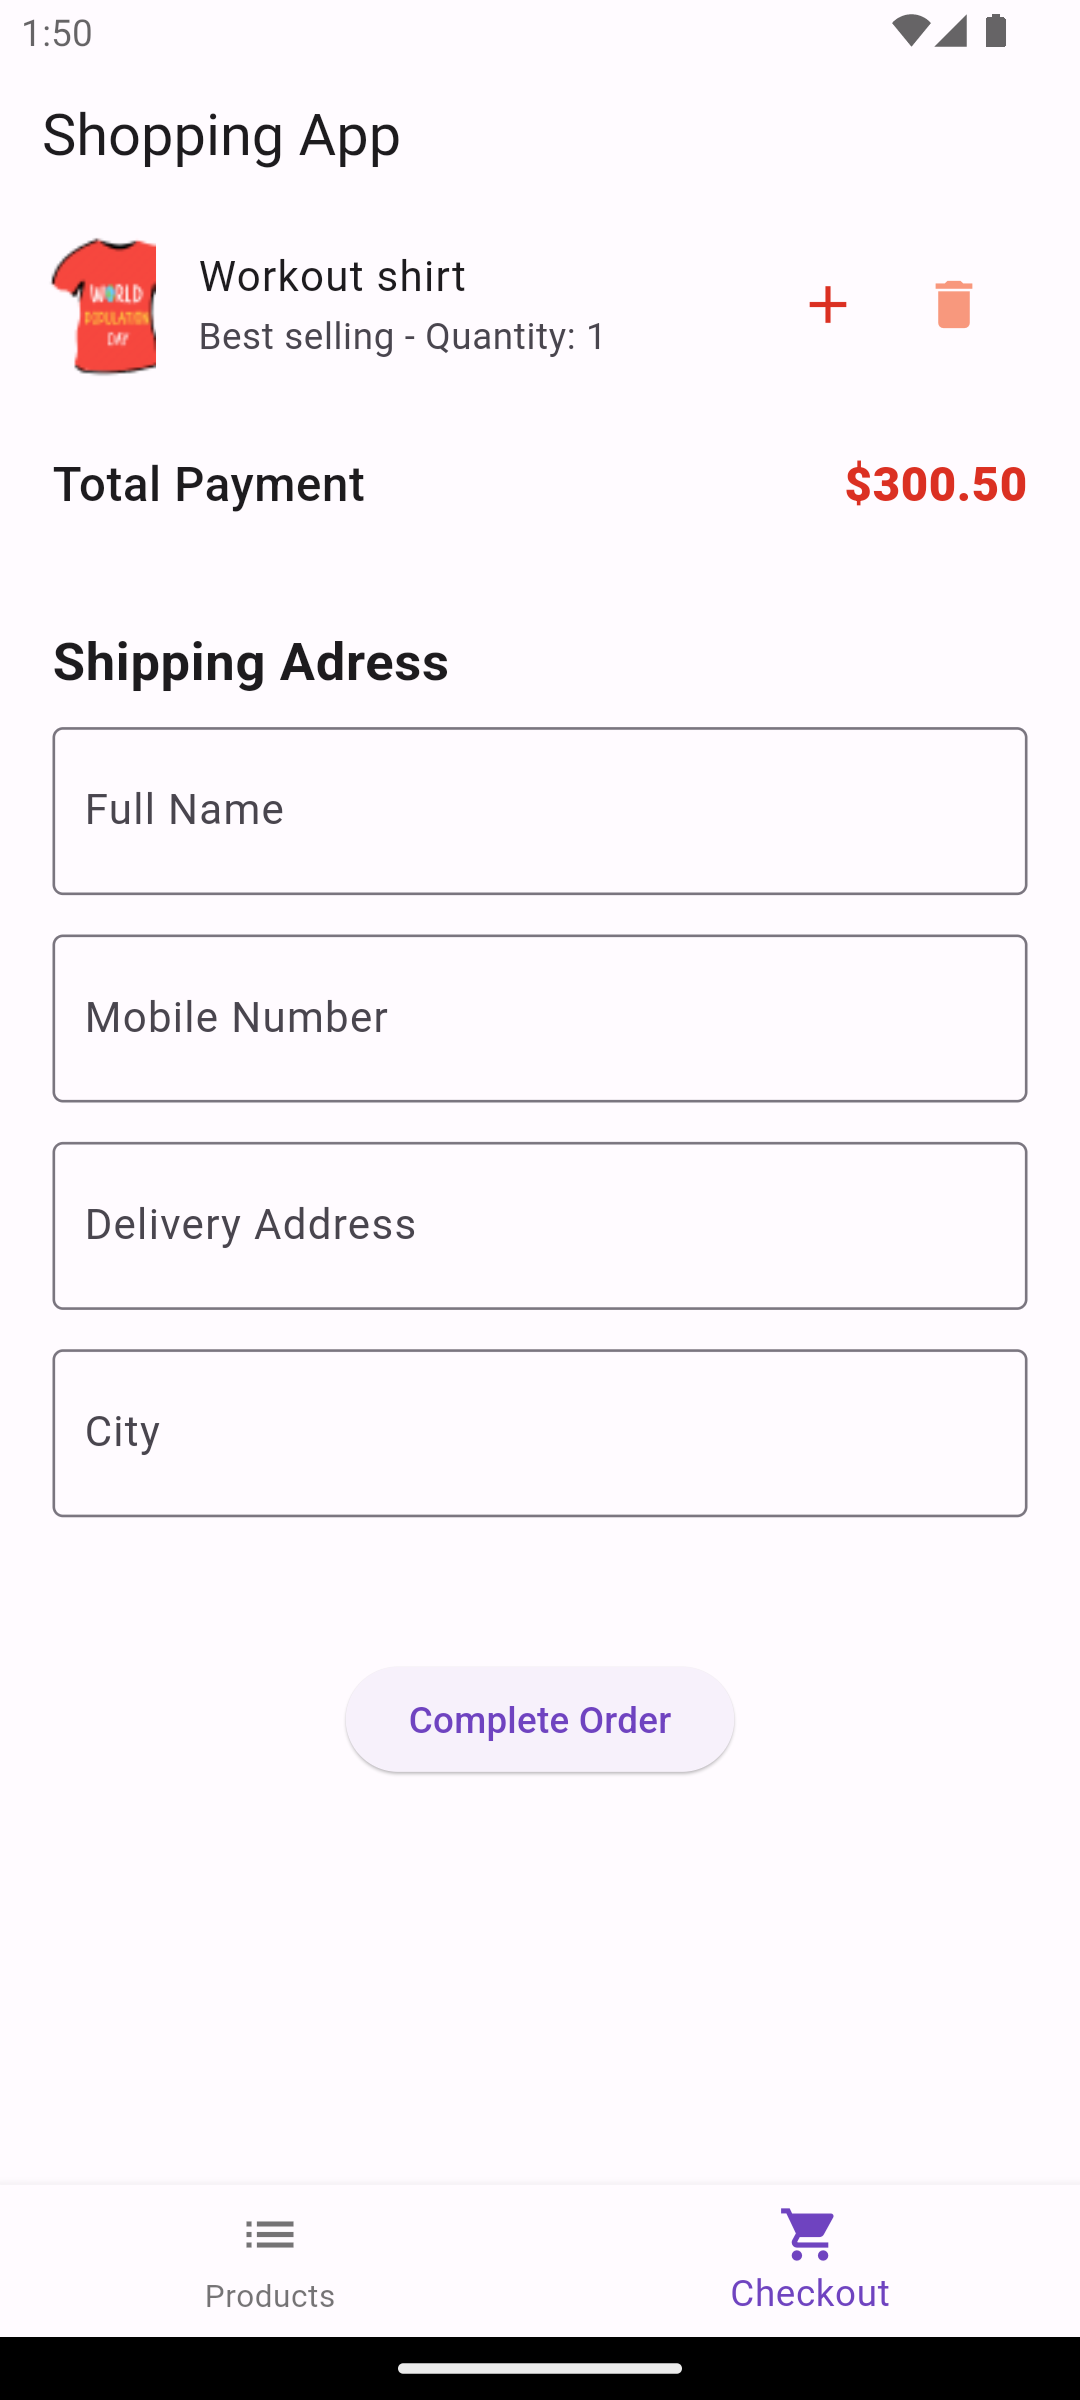 1:50
Shopping App
WORLD
POPULATION
DAY
Workout shirt
Best selling - Quantity: 1
Total Payment
$300.50
Shipping Adress
Full Name
Mobile Number
Delivery Address
City
Complete Order
Products
Checkout